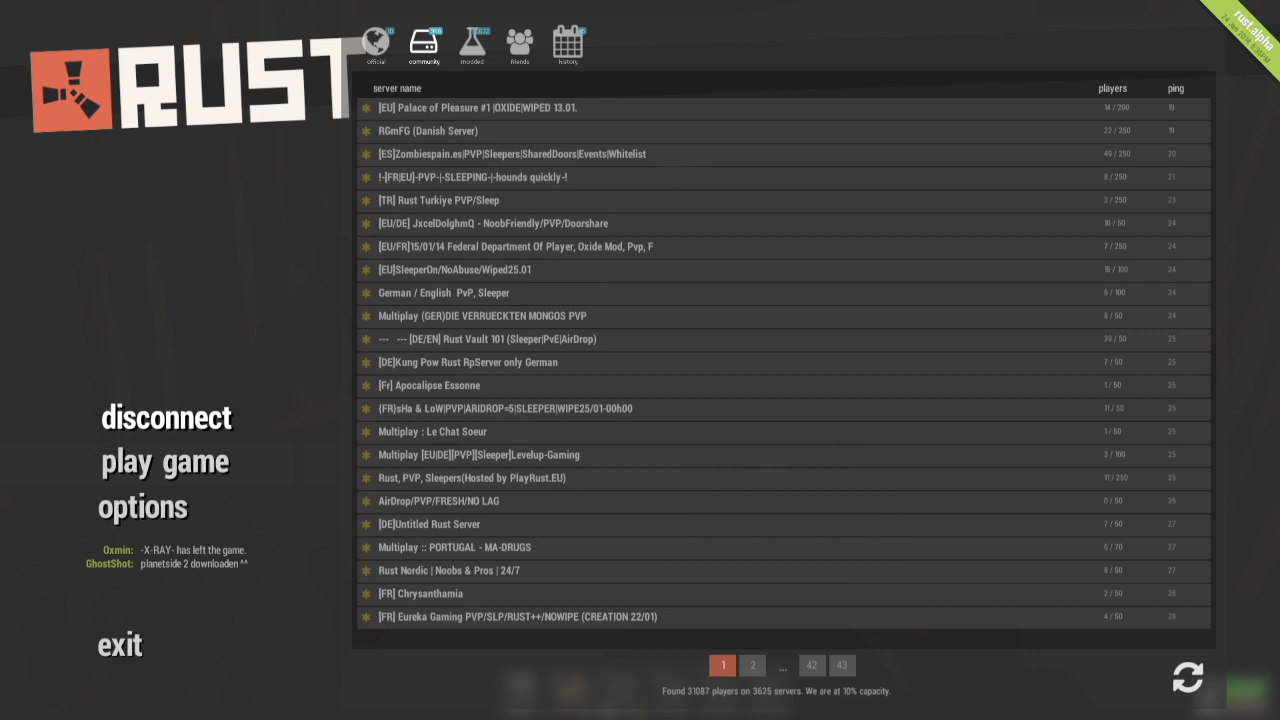 RUST
official
community
modded
friends
history
rust.alpha
server name players ping
[EU] Palace of Pleasure #1 |OXIDE|WIPED 13.01. 14 / 200 19
RGmFG (Danish Server) 22 / 250 19
[ES]Zombiespain.es|PVP|Sleepers|SharedDoors|Events|Whitelist 49 / 250 20
!-[FR|EU]-PVP-|-SLEEPING-|-hounds quickly-! 8 / 250 21
[TR] Rust Turkiye PVP/Sleep 3 / 250 23
[EU/DE] JxcelDolghmQ - NoobFriendly/PVP/Doorshare 10 / 50 24
[EU/FR]15/01/14 Federal Department Of Player, Oxide Mod, Pvp, F 7 / 250 24
[EU]SleeperOn/NoAbuse/Wiped25.01 15 / 100 24
German / English PvP, Sleeper 6 / 100 24
Multiplay (GER)DIE VERRUECKTEN MONGOS PVP 8 / 50 24
--- --- [DE/EN] Rust Vault 101 (Sleeper|PvE|AirDrop) 39 / 50 25
[DE]Kung Pow Rust RpServer only German 7 / 50 25
[Fr] Apocalipse Essonne 1 / 50 25
(FR)sHa & LoW|PVP|ARIDROP=5|SLEEPER|WIPE25/01-00h00 11 / 50 25
Multiplay : Le Chat Soeur 1 / 50 25
Multiplay [EU|DE][PVP][Sleeper]Levelup-Gaming 3 / 100 25
Rust, PVP, Sleepers(Hosted by PlayRust.EU) 11 / 250 25
AirDrop/PVP/FRESH/NO LAG 0 / 50 26
[DE]Untitled Rust Server 7 / 50 27
Multiplay :: PORTUGAL - MA-DRUGS 6 / 70 27
Rust Nordic | Noobs & Pros | 24/7 8 / 50 27
[FR] Chrysanthamia 2 / 50 28
[FR] Eureka Gaming PVP/SLP/RUST++/NOWIPE (CREATION 22/01) 4 / 50 28
disconnect
play game
options
Oxmin: -X-RAY- has left the game.
GhostShot: planetside 2 downloaden ^^
exit
1 2 ... 42 43
Found 31087 players on 3625 servers. We are at 10% capacity.